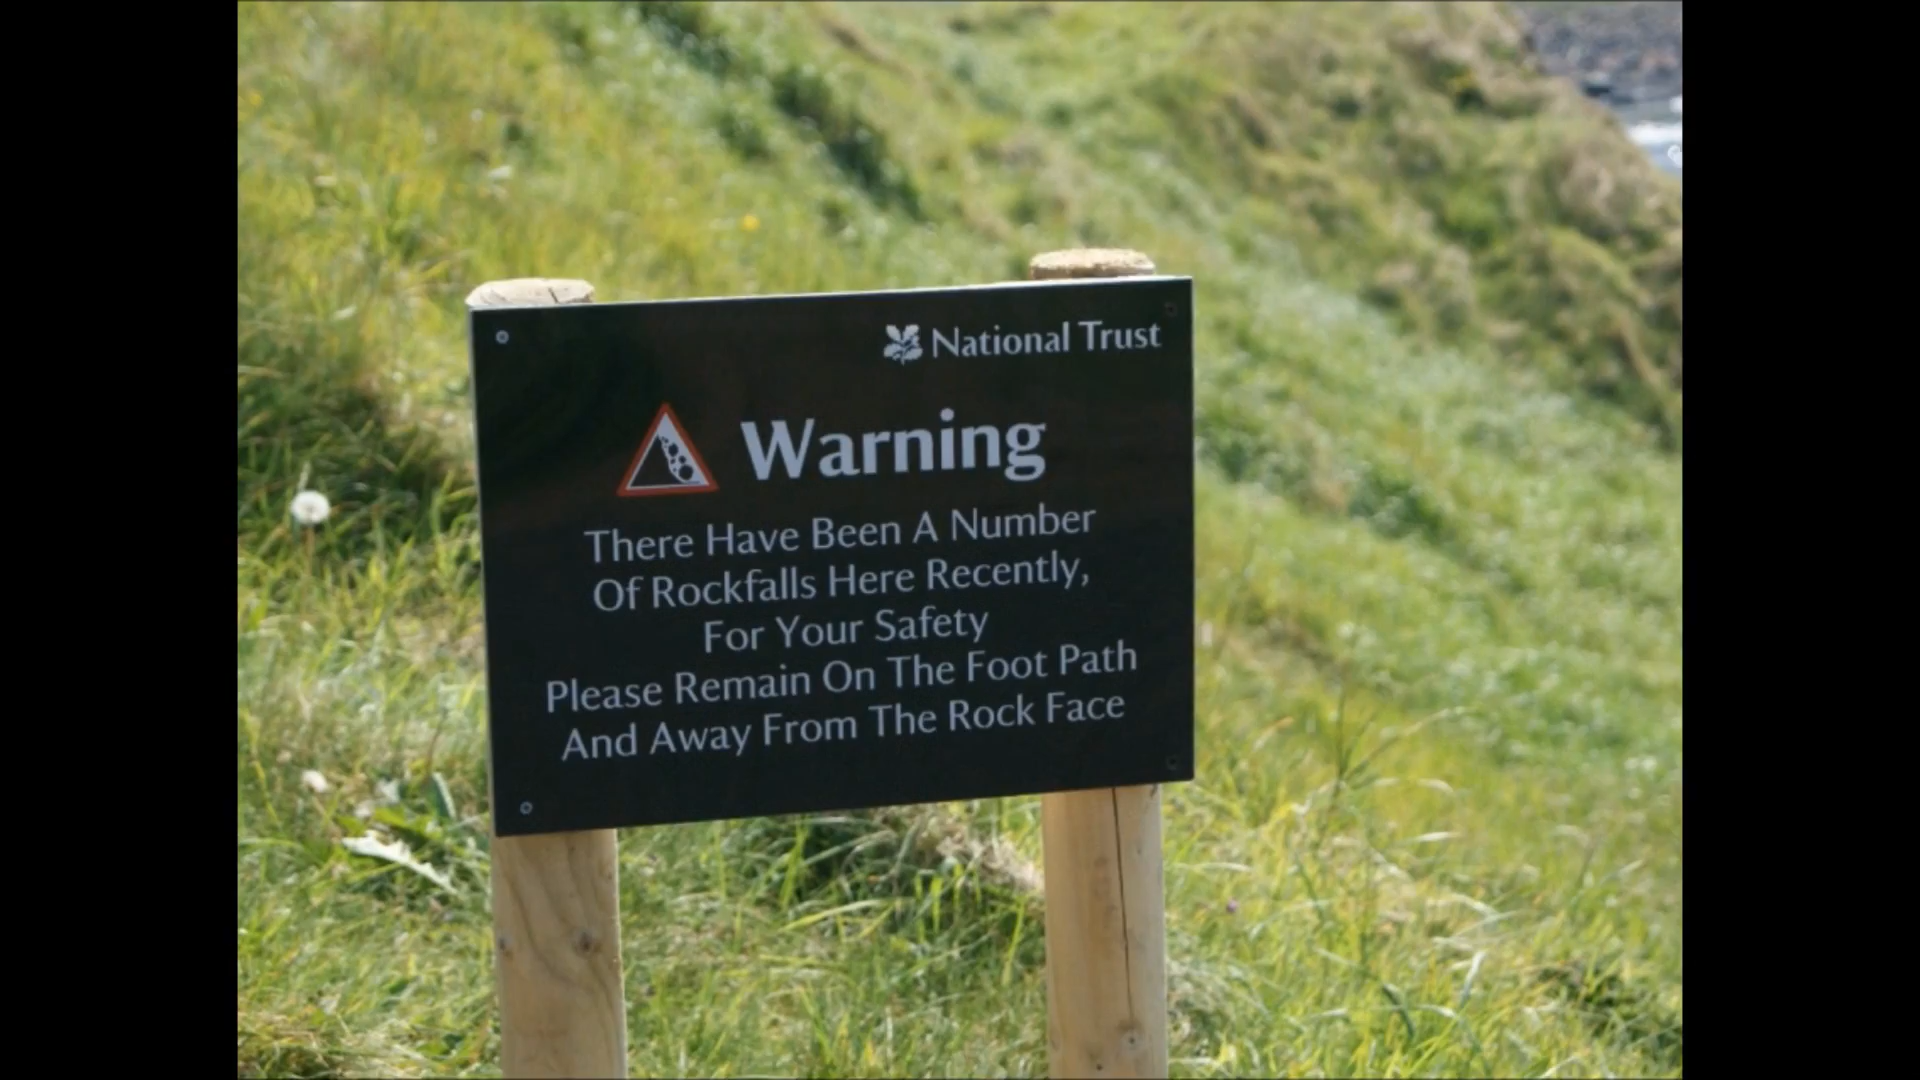 National Trust
Warning
There Have Been A Number
Of Rockfalls Here Recently,
For Your Safety
Please Remain On The Foot Path
And Away From The Rock Face